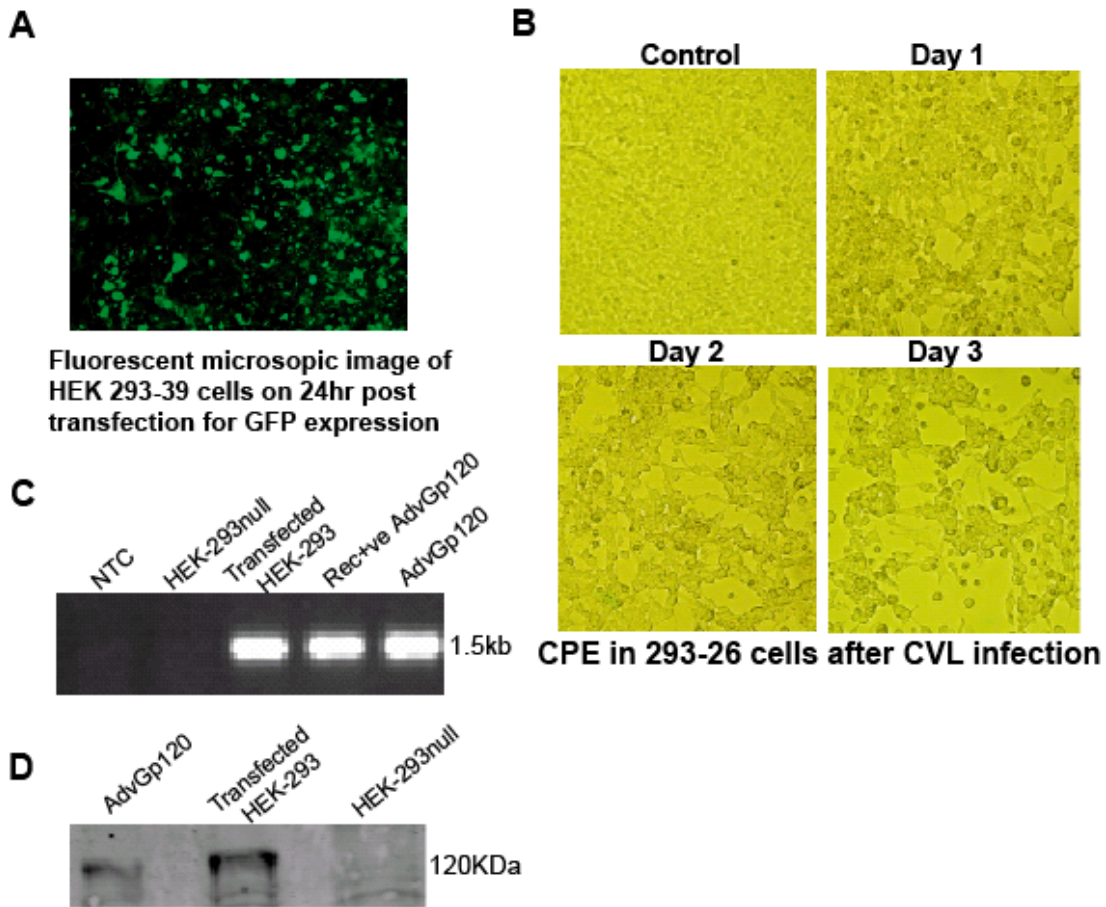 A
Fluorescent microsopic image of
HEK 293-39 cells on 24hr post
transfection for GFP expression
B
Control
Day 1
Day 2
Day 3
CPE in 293-26 cells after CVL infection
C
NTC
HEK-293null
Transfected
HEK-293
Rec+ve AdvGp120
AdvGp120
1.5kb
D
AdvGp120
Transfected
HEK-293
HEK-293null
120KDa